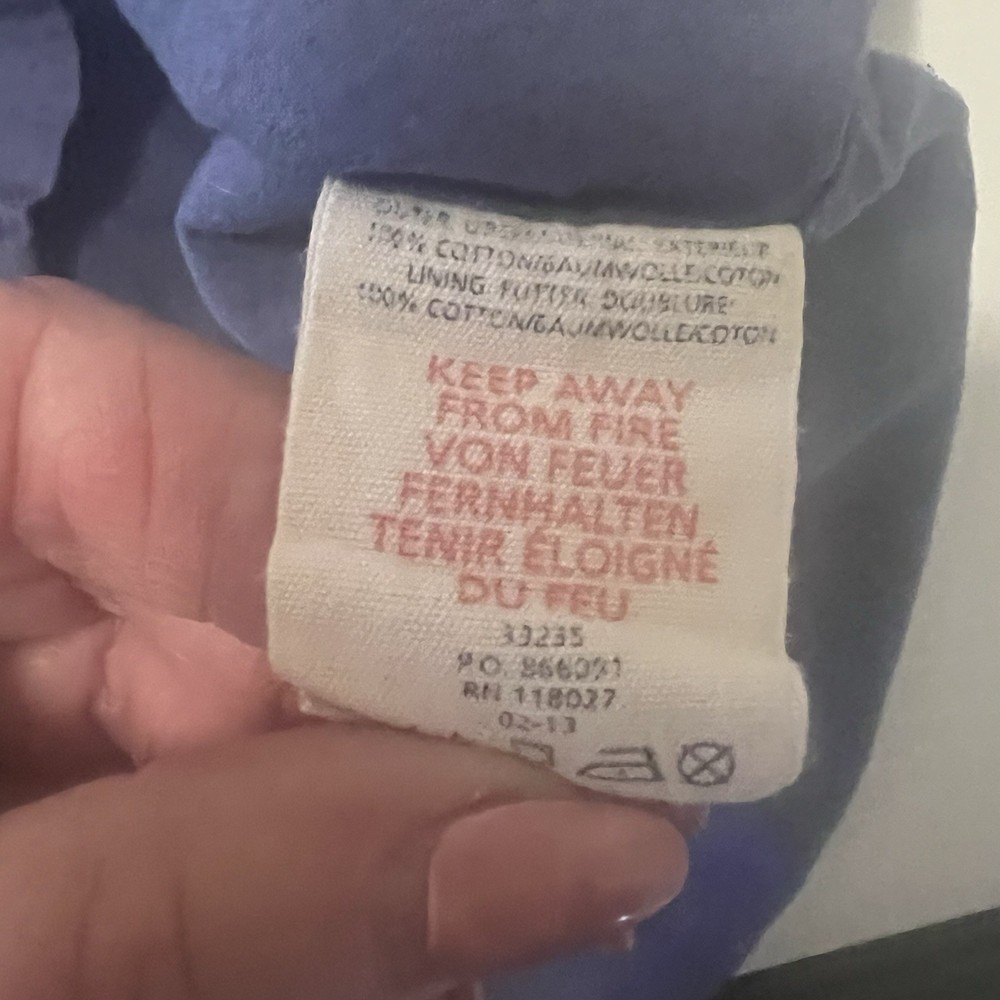 100% COTTON/BAUMWOLLE/COTON
LINING FUTTER DOUBLURE
100% COTTON/BAUMWOLLE/COTON
KEEP AWAY
FROM FIRE
VON FEUER
FERNHALTEN
TENIR ÉLOIGNÉ
DU FEU
33235
P.O. 866091
RN 118027
02-13